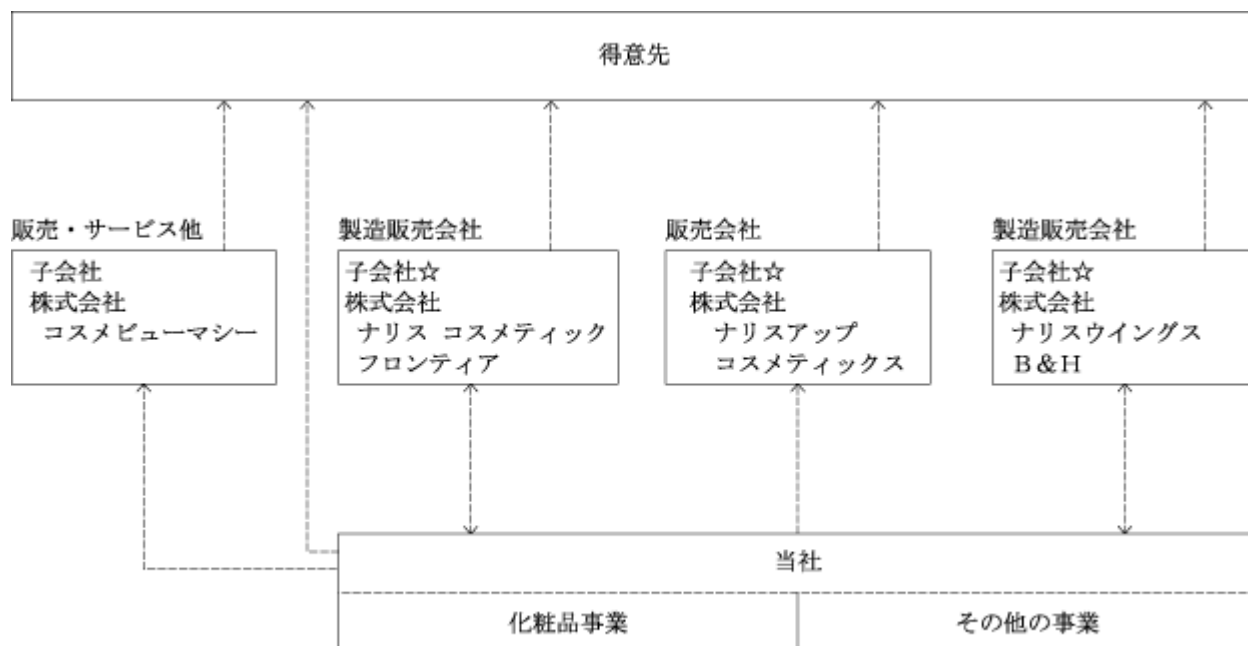 得意先
販売・サービス他
子会社
株式会社
コスメビューマシー
製造販売会社
子会社☆
株式会社
ナリス コスメティック
フロンティア
販売会社
子会社☆
株式会社
ナリスアップ
コスメティックス
製造販売会社
子会社☆
株式会社
ナリスウイングス
Ｂ＆Ｈ
当社
化粧品事業
その他の事業